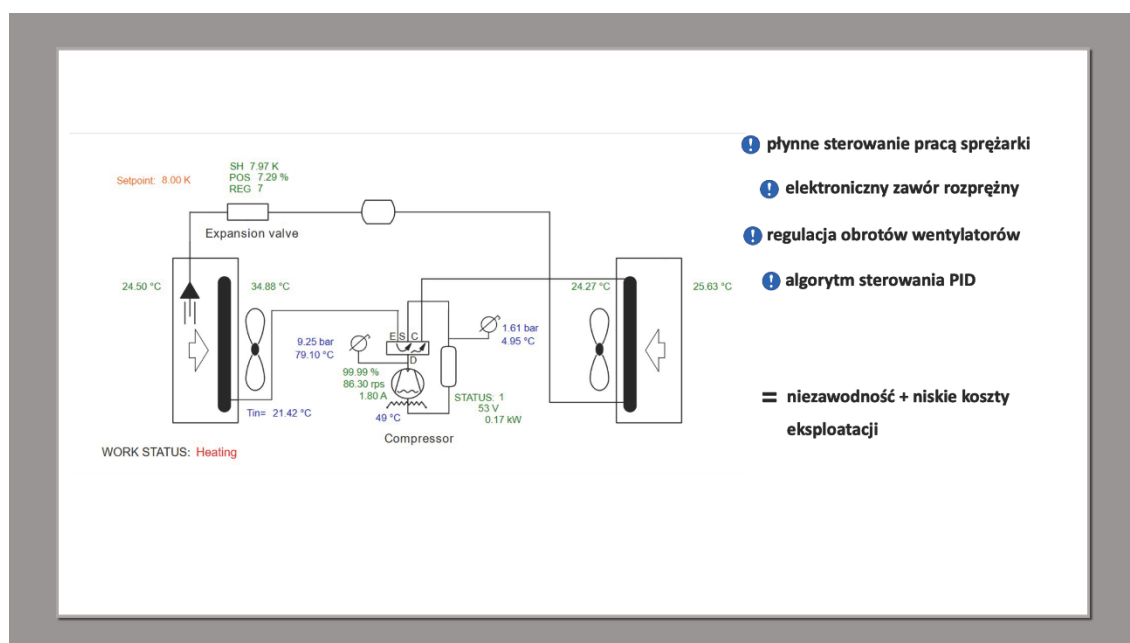 Setpoint: 8.00 K
SH 7.97 K
POS 7.29 %
REG 7
Expansion valve
24.50 °C
34.88 °C
24.27 °C
25.63 °C
9.25 bar
79.10 °C
E S C
D
1.61 bar
4.95 °C
99.99 %
86.30 rps
1.80 A
49 °C
STATUS: 1
53 V
0.17 kW
Tin= 21.42 °C
Compressor
WORK STATUS: Heating
! płynne sterowanie pracą sprężarki
! elektroniczny zawór rozprężny
! regulacja obrotów wentylatorów
! algorytm sterowania PID
= niezawodność + niskie koszty
eksploatacji